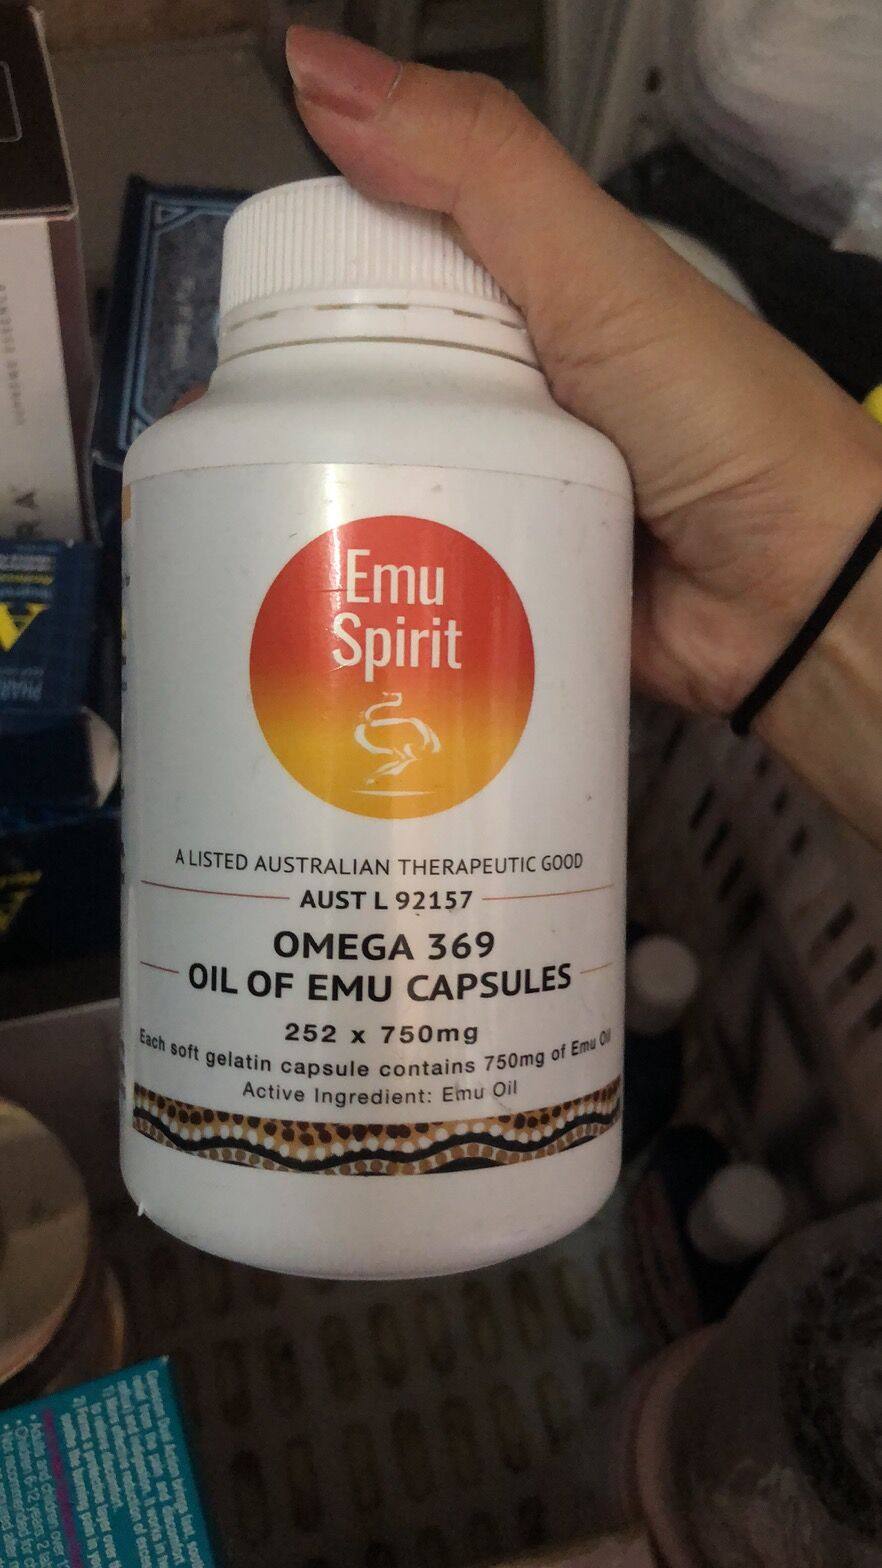 Emu
Spirit
A LISTED AUSTRALIAN THERAPEUTIC GOOD
AUST L 92157
OMEGA 369
OIL OF EMU CAPSULES
252 x 750mg
Each soft gelatin capsule contains 750mg of Emu Oil
Active Ingredient: Emu Oil